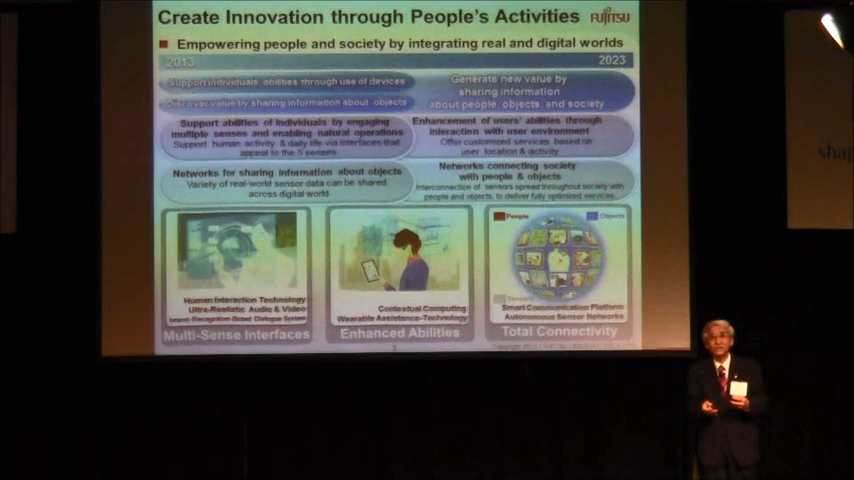 Create Innovation through People's Activities
FUJITSU
Empowering people and society by integrating real and digital worlds
2013
2023
Support individuals abilities through use of devices
Discover value by sharing information about objects
Generate new value by
sharing information
about people, objects, and society
Support abilities of individuals by engaging
multiple senses and enabling natural operations
Support human activity & daily life via interfaces that
appeal to the 5 senses
Enhancement of users' abilities through
interaction with user environment
Offer customized services based on
user location & activity
Networks for sharing information about objects
Variety of real-world sensor data can be shared
across digital world
Networks connecting society
with people & objects
Interconnection of sensors spread throughout society with
people and objects, to deliver fully optimized services
Human Interaction Technology
Ultra-Realistic Audio & Video
Intent-Recognition-Based Dialogue System
Multi-Sense Interfaces
Contextual Computing
Wearable Assistance-Technology
Enhanced Abilities
People
Objects
Smart Communication Platform
Autonomous Sensor Networks
Total Connectivity
shap